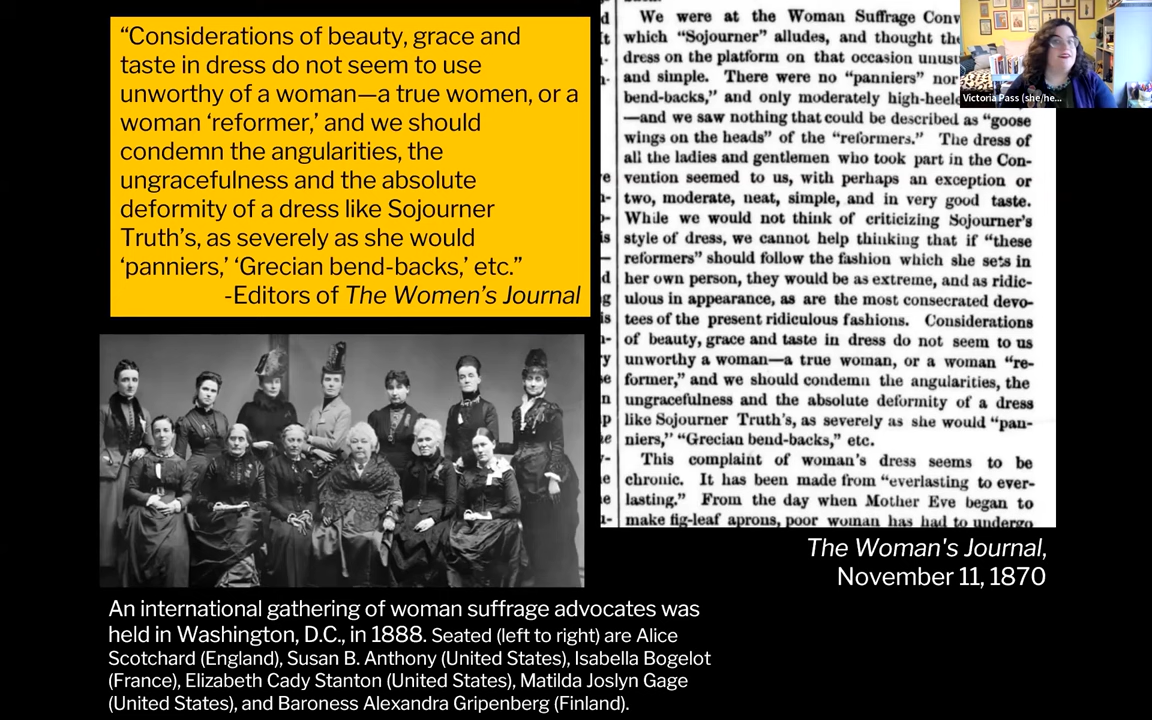 “Considerations of beauty, grace and
taste in dress do not seem to use
unworthy of a woman—a true women, or a
woman ‘reformer,’ and we should
condemn the angularities, the
ungracefulness and the absolute
deformity of a dress like Sojourner
Truth’s, as severely as she would
‘panniers,’ ‘Grecian bend-backs,’ etc.”
-Editors of The Women’s Journal
We were at the Woman Suffrage Conv
which “Sojourner” alludes, and thought the
dress on the platform on that occasion unusu
and simple. There were no “panniers” nor
bend-backs,” and only moderately high-heele
—and we saw nothing that could be described as “goose
wings on the heads” of the “reformers.” The dress of
all the ladies and gentlemen who took part in the Con-
vention seemed to us, with perhaps an exception or
two, moderate, neat, simple, and in very good taste.
While we would not think of criticizing Sojourner’s
style of dress, we cannot help thinking that if “these
reformers” should follow the fashion which she sets in
her own person, they would be as extreme, and as ridic-
ulous in appearance, as are the most consecrated devo-
tees of the present ridiculous fashions. Considerations
of beauty, grace and taste in dress do not seem to us
unworthy a woman—a true woman, or a woman “re-
former,” and we should condemn the angularities, the
ungracefulness and the absolute deformity of a dress
like Sojourner Truth’s, as severely as she would “pan-
niers,” “Grecian bend-backs,” etc.
This complaint of woman’s dress seems to be
chronic. It has been made from “everlasting to ever-
lasting.” From the day when Mother Eve began to
make fig-leaf aprons, poor woman has had to undergo
Victoria Pass (she/he...
The Woman's Journal,
November 11, 1870
An international gathering of woman suffrage advocates was
held in Washington, D.C., in 1888. Seated (left to right) are Alice
Scotchard (England), Susan B. Anthony (United States), Isabella Bogelot
(France), Elizabeth Cady Stanton (United States), Matilda Joslyn Gage
(United States), and Baroness Alexandra Gripenberg (Finland).